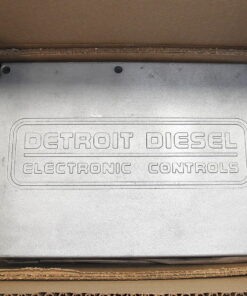 DETROIT DIESEL
ELECTRONIC CONTROLS